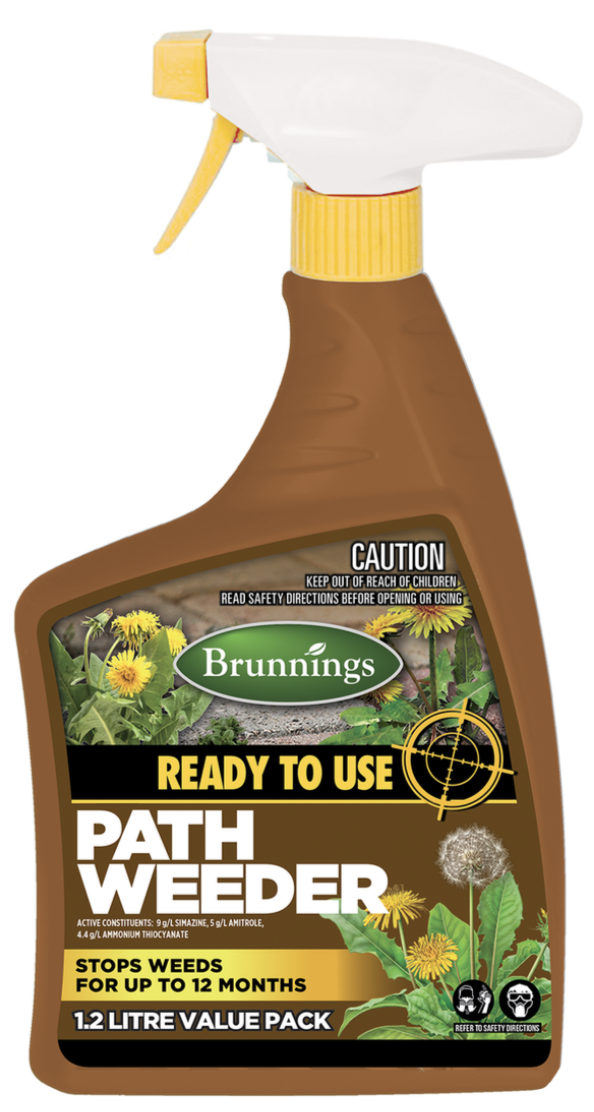 CAUTION
KEEP OUT OF REACH OF CHILDREN
READ SAFETY DIRECTIONS BEFORE OPENING OR USING
Brunnings
READY TO USE
PATH
WEEDER
ACTIVE CONSTITUENTS: 9 g/L SIMAZINE, 5 g/L AMITROLE,
4.4 g/L AMMONIUM THIOCYANATE
STOPS WEEDS
FOR UP TO 12 MONTHS
1.2 LITRE VALUE PACK
REFER TO SAFETY DIRECTIONS